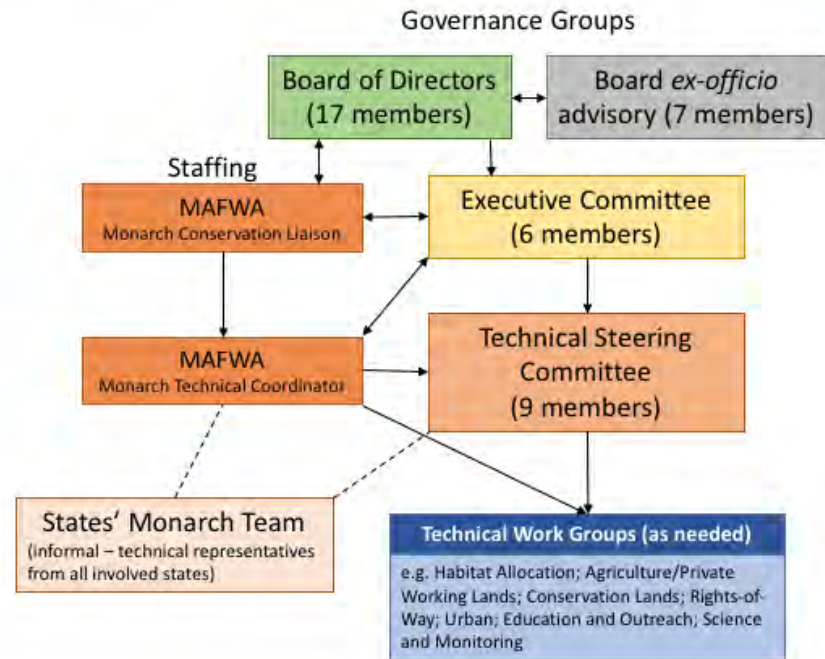 Governance Groups
Board of Directors
(17 members)
Board ex-officio
advisory (7 members)
Staffing
MAFWA
Monarch Conservation Liaison
Executive Committee
(6 members)
MAFWA
Monarch Technical Coordinator
Technical Steering
Committee
(9 members)
States’ Monarch Team
(informal – technical representatives
from all involved states)
Technical Work Groups (as needed)
e.g. Habitat Allocation; Agriculture/Private
Working Lands; Conservation Lands; Rights-of-
Way; Urban; Education and Outreach; Science
and Monitoring